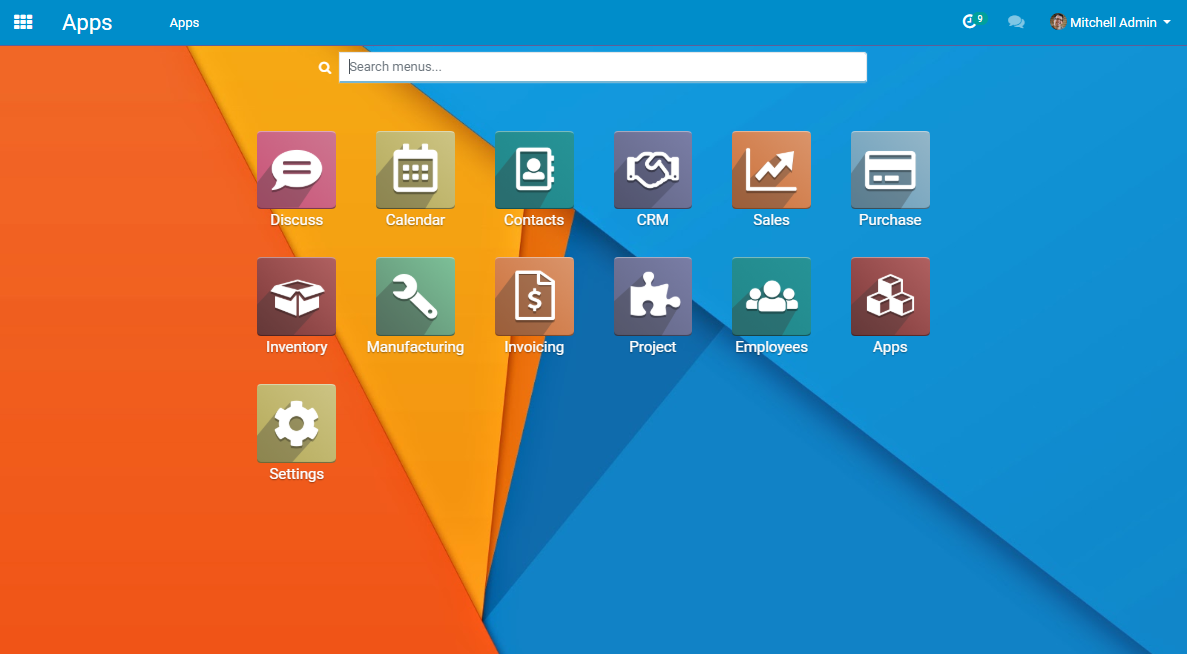 Apps Apps 9 Mitchell Admin
Search menus...
Discuss Calendar Contacts CRM Sales Purchase
Inventory Manufacturing Invoicing Project Employees Apps
Settings